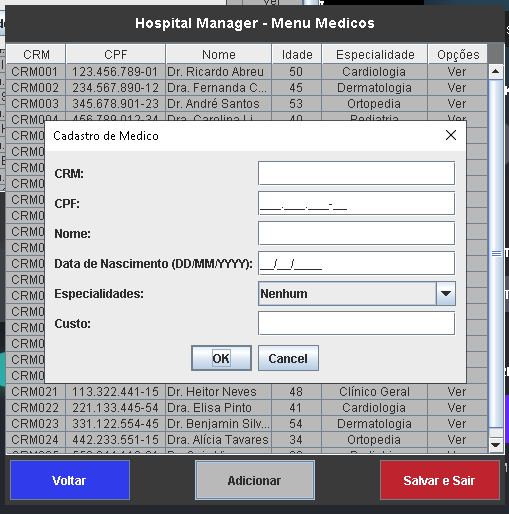 Hospital Manager - Menu Medicos
CRM CPF Nome Idade Especialidade Opções
CRM001 123.456.789-01 Dr. Ricardo Abreu 50 Cardiologia Ver
CRM002 234.567.890-12 Dra. Fernanda C... 45 Dermatologia Ver
CRM003 345.678.901-23 Dr. André Santos 53 Ortopedia Ver
CRM004 456.789.012-34 Dra. Carolina Li... 40 Pediatria Ver
Cadastro de Medico
CRM:
CPF: ___.___.___-__
Nome:
Data de Nascimento (DD/MM/YYYY): __/__/____
Especialidades: Nenhum
Custo:
OK Cancel
CRM021 113.322.441-15 Dr. Heitor Neves 48 Clínico Geral Ver
CRM022 221.133.445-54 Dra. Elisa Pinto 41 Cardiologia Ver
CRM023 331.122.554-45 Dr. Benjamin Silv... 54 Dermatologia Ver
CRM024 442.233.551-15 Dra. Alícia Tavares 34 Ortopedia Ver
Voltar Adicionar Salvar e Sair